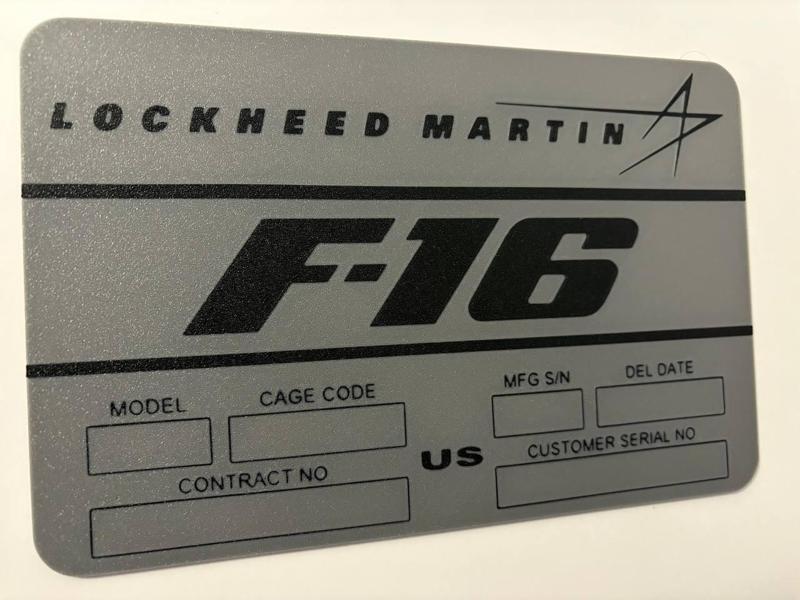 LOCKHEED MARTIN
F-16
MODEL
CAGE CODE
MFG S/N
DEL DATE
CONTRACT NO
US
CUSTOMER SERIAL NO